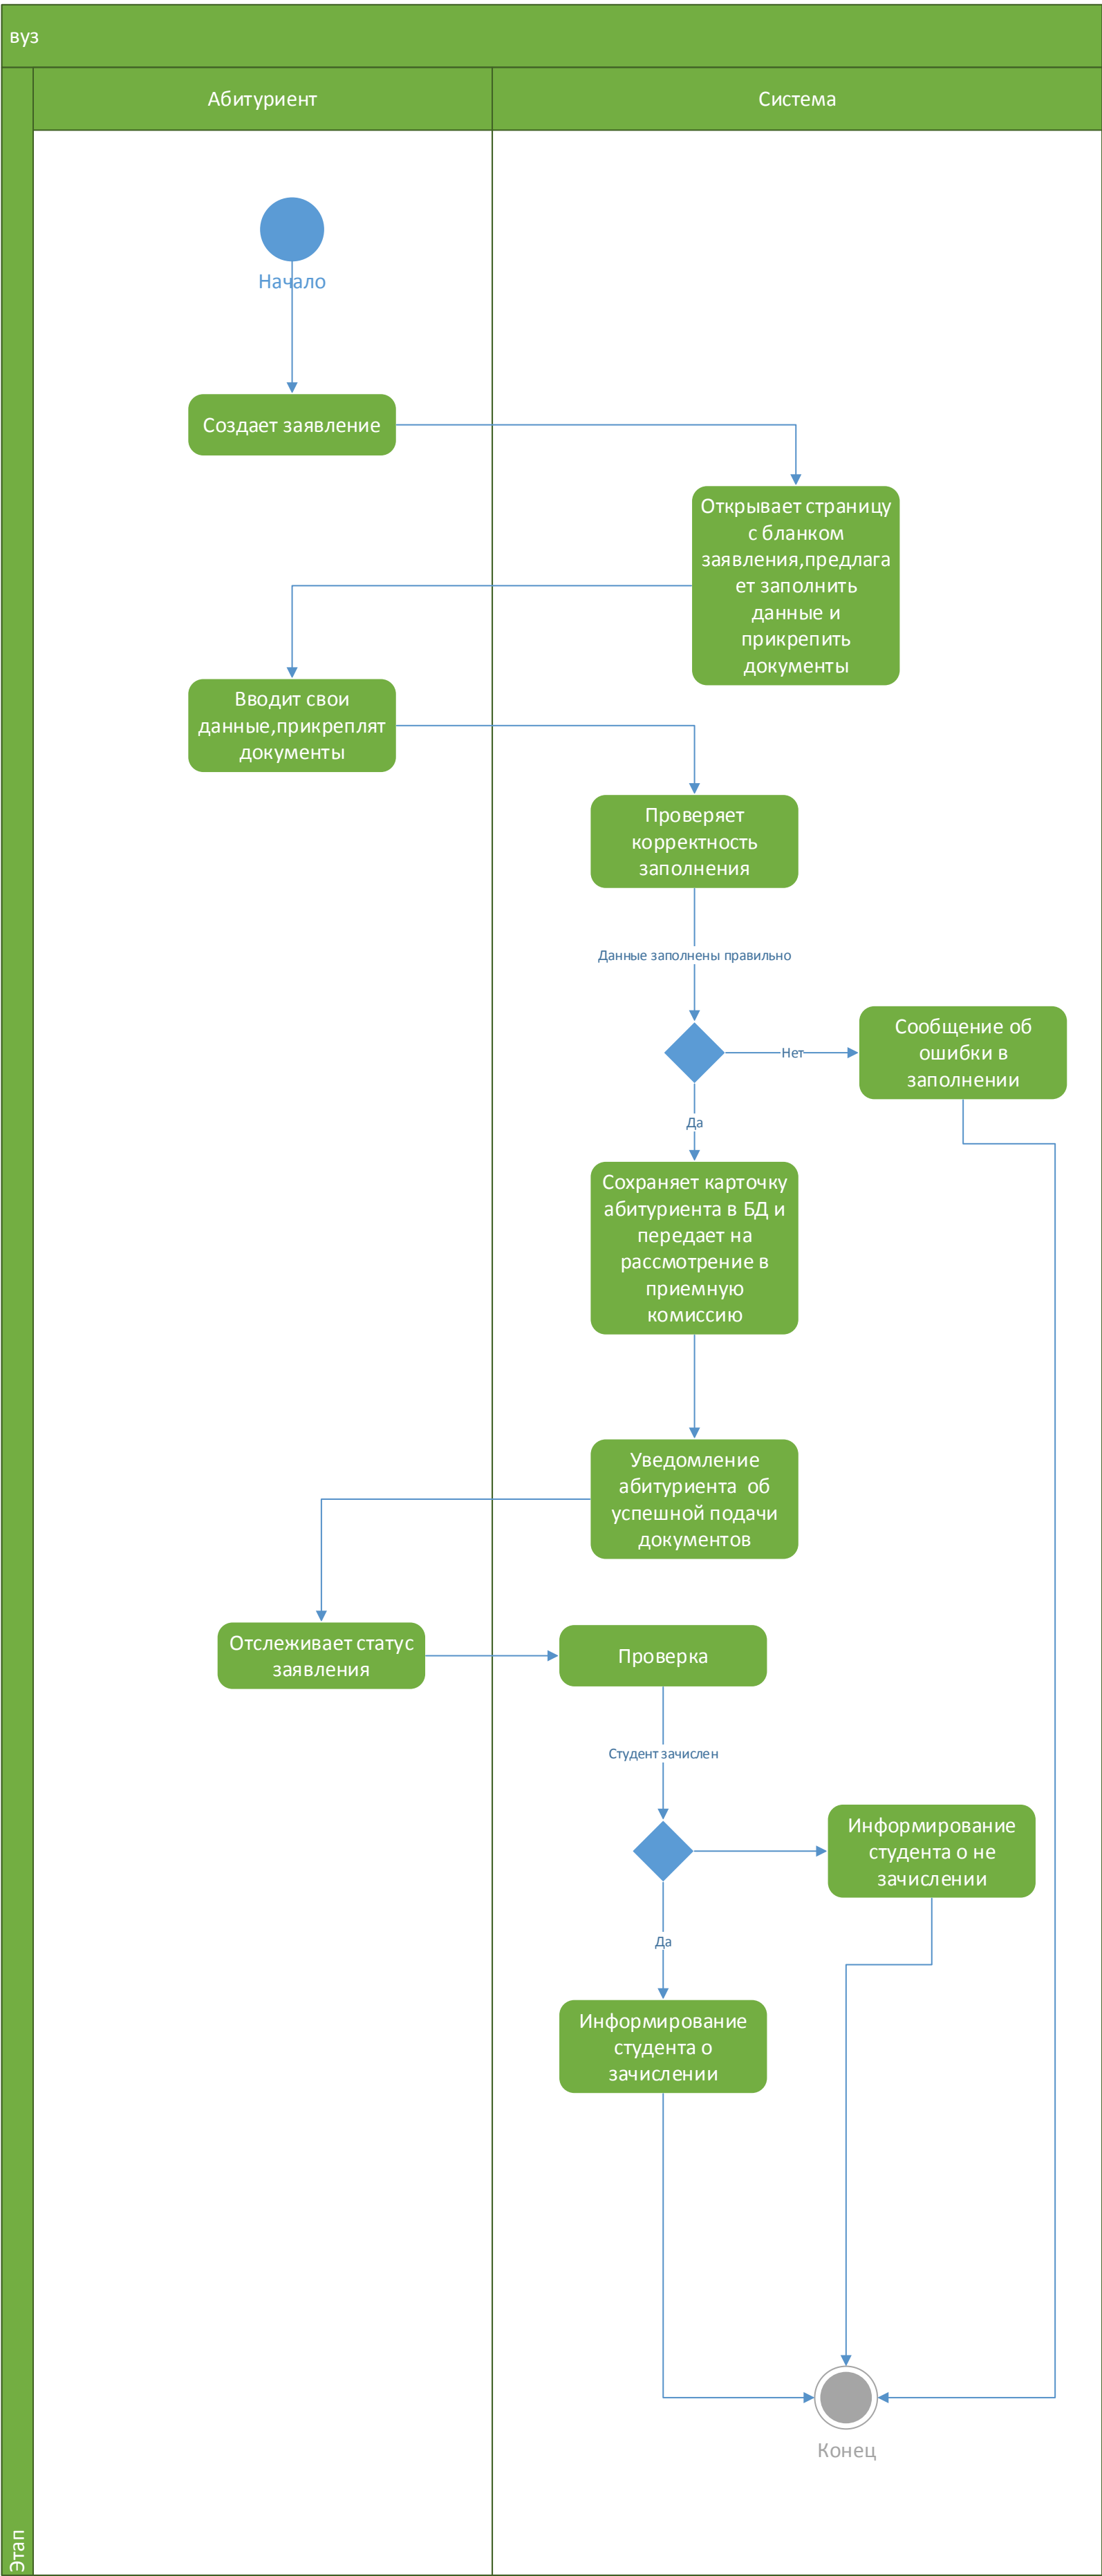 вуз
Абитуриент
Система
Начало
Создает заявление
Открывает страницу
с бланком
заявления,предлага
ет заполнить
данные и
прикрепить
документы
Вводит свои
данные,прикреплят
документы
Проверяет
корректность
заполнения
Данные заполнены правильно
Нет
Сообщение об
ошибки в
заполнении
Да
Сохраняет карточку
абитуриента в БД и
передает на
рассмотрение в
приемную
комиссию
Уведомление
абитуриента об
успешной подачи
документов
Отслеживает статус
заявления
Проверка
Студент зачислен
Информирование
студента о не
зачислении
Да
Информирование
студента о
зачислении
Конец
Этап